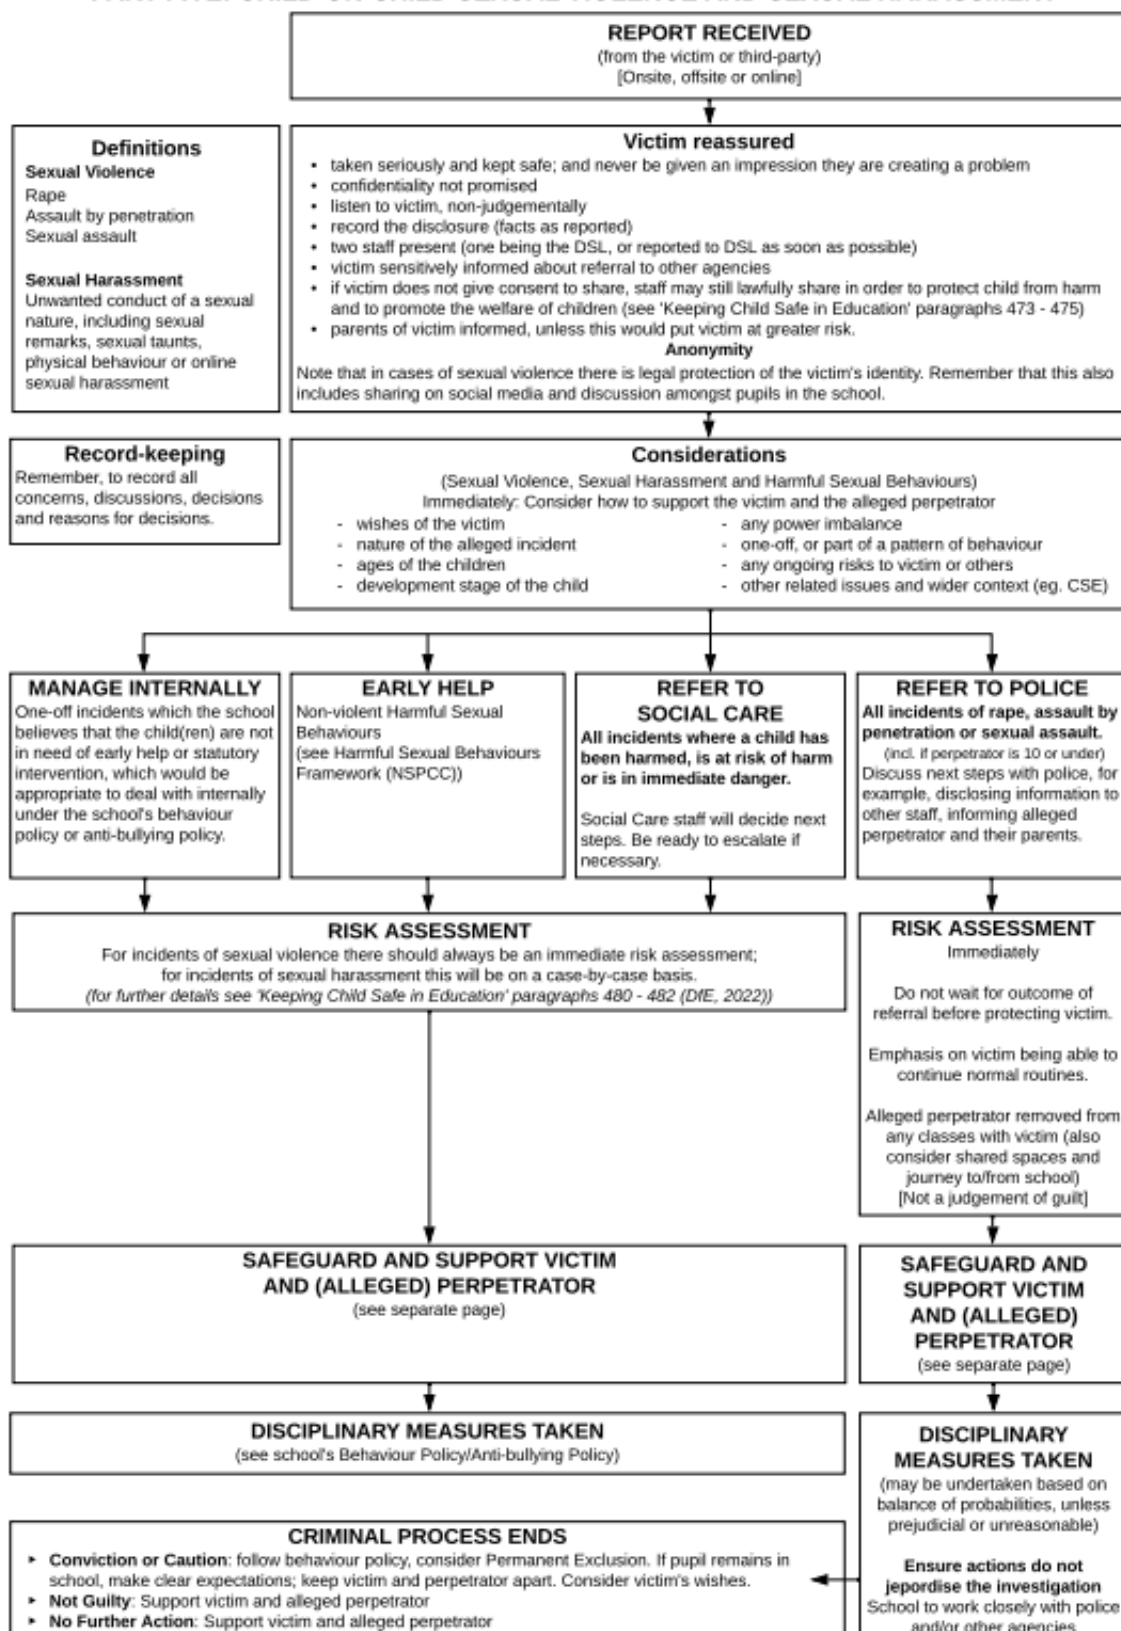 REPORT RECEIVED
(from the victim or third-party)
[Onsite, offsite or online]
Definitions
Sexual Violence
Rape
Assault by penetration
Sexual assault
Sexual Harassment
Unwanted conduct of a sexual
nature, including sexual
remarks, sexual taunts,
physical behaviour or online
sexual harassment
Victim reassured
• taken seriously and kept safe; and never be given an impression they are creating a problem
• confidentiality not promised
• listen to victim, non-judgementally
• record the disclosure (facts as reported)
• two staff present (one being the DSL, or reported to DSL as soon as possible)
• victim sensitively informed about referral to other agencies
• if victim does not give consent to share, staff may still lawfully share in order to protect child from harm
and to promote the welfare of children (see 'Keeping Child Safe in Education' paragraphs 473 - 475)
• parents of victim informed, unless this would put victim at greater risk.
Anonymity
Note that in cases of sexual violence there is legal protection of the victim's identity. Remember that this also
includes sharing on social media and discussion amongst pupils in the school.
Record-keeping
Remember, to record all
concerns, discussions, decisions
and reasons for decisions.
Considerations
(Sexual Violence, Sexual Harassment and Harmful Sexual Behaviours)
Immediately: Consider how to support the victim and the alleged perpetrator
- wishes of the victim
- nature of the alleged incident
- ages of the children
- development stage of the child
- any power imbalance
- one-off, or part of a pattern of behaviour
- any ongoing risks to victim or others
- other related issues and wider context (eg. CSE)
MANAGE INTERNALLY
One-off incidents which the school
believes that the child(ren) are not
in need of early help or statutory
intervention, which would be
appropriate to deal with internally
under the school's behaviour
policy or anti-bullying policy.
EARLY HELP
Non-violent Harmful Sexual
Behaviours
(see Harmful Sexual Behaviours
Framework (NSPCC))
REFER TO
SOCIAL CARE
All incidents where a child has
been harmed, is at risk of harm
or is in immediate danger.
Social Care staff will decide next
steps. Be ready to escalate if
necessary.
REFER TO POLICE
All incidents of rape, assault by
penetration or sexual assault.
(incl. if perpetrator is 10 or under)
Discuss next steps with police, for
example, disclosing information to
other staff, informing alleged
perpetrator and their parents.
RISK ASSESSMENT
For incidents of sexual violence there should always be an immediate risk assessment;
for incidents of sexual harassment this will be on a case-by-case basis.
(for further details see 'Keeping Child Safe in Education' paragraphs 480 - 482 (DfE, 2022))
RISK ASSESSMENT
Immediately
Do not wait for outcome of
referral before protecting victim.
Emphasis on victim being able to
continue normal routines.
Alleged perpetrator removed from
any classes with victim (also
consider shared spaces and
journey to/from school)
[Not a judgement of guilt]
SAFEGUARD AND SUPPORT VICTIM
AND (ALLEGED) PERPETRATOR
(see separate page)
SAFEGUARD AND
SUPPORT VICTIM
AND (ALLEGED)
PERPETRATOR
(see separate page)
DISCIPLINARY MEASURES TAKEN
(see school's Behaviour Policy/Anti-bullying Policy)
DISCIPLINARY
MEASURES TAKEN
(may be undertaken based on
balance of probabilities, unless
prejudicial or unreasonable)
Ensure actions do not
jepordise the investigation
School to work closely with police
and/or other agencies
CRIMINAL PROCESS ENDS
‣ Conviction or Caution: follow behaviour policy, consider Permanent Exclusion. If pupil remains in
school, make clear expectations; keep victim and perpetrator apart. Consider victim's wishes.
‣ Not Guilty: Support victim and alleged perpetrator
‣ No Further Action: Support victim and alleged perpetrator